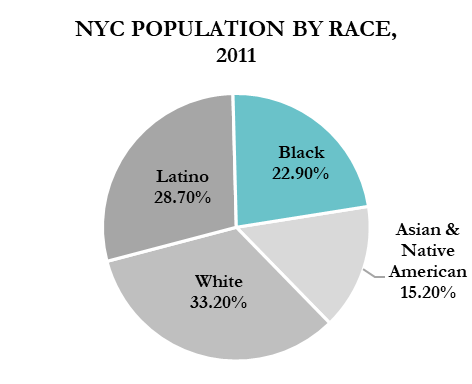 NYC POPULATION BY RACE,
2011
Black
22.90%
Latino
28.70%
Asian &
Native
American
15.20%
White
33.20%